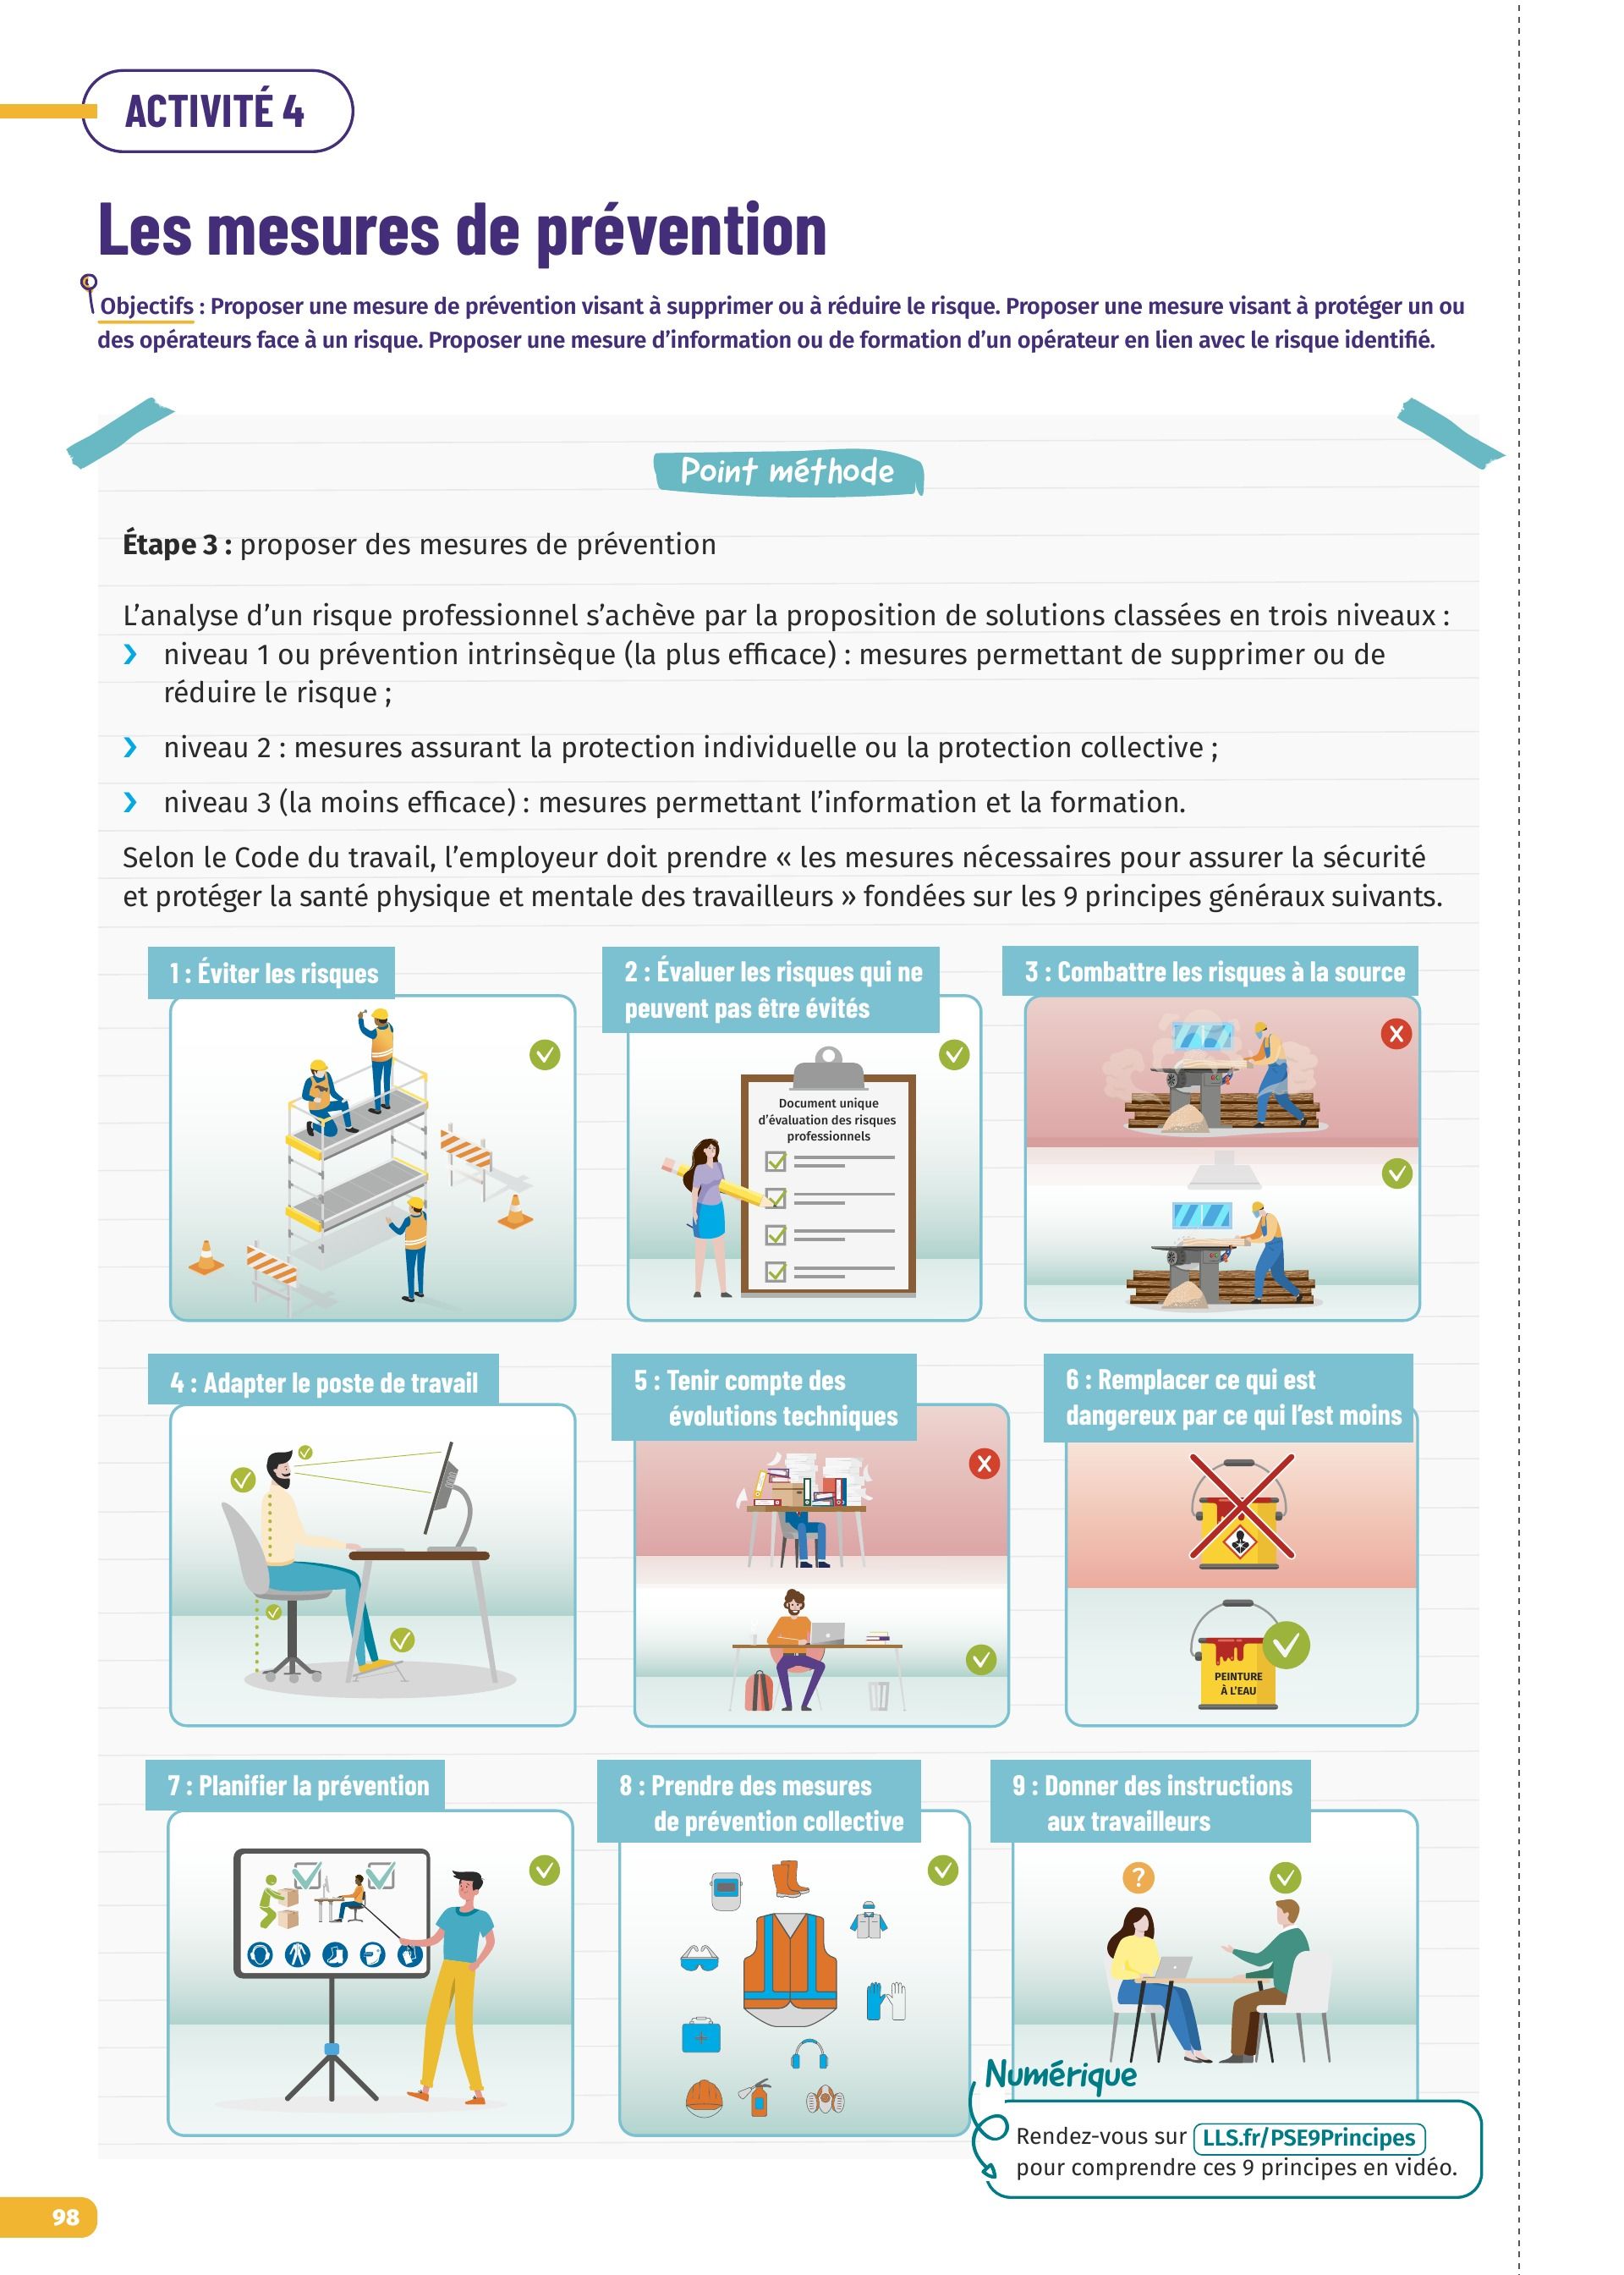 ACTIVITÉ 4
Les mesures de prévention
Objectifs : Proposer une mesure de prévention visant à supprimer ou à réduire le risque. Proposer une mesure visant à protéger un ou
des opérateurs face à un risque. Proposer une mesure d’information ou de formation d’un opérateur en lien avec le risque identifié.
Point méthode
Étape 3 : proposer des mesures de prévention
L’analyse d’un risque professionnel s’achève par la proposition de solutions classées en trois niveaux :
› niveau 1 ou prévention intrinsèque (la plus efficace) : mesures permettant de supprimer ou de
réduire le risque ;
› niveau 2 : mesures assurant la protection individuelle ou la protection collective ;
› niveau 3 (la moins efficace) : mesures permettant l’information et la formation.
Selon le Code du travail, l’employeur doit prendre « les mesures nécessaires pour assurer la sécurité
et protéger la santé physique et mentale des travailleurs » fondées sur les 9 principes généraux suivants.
1 : Éviter les risques
2 : Évaluer les risques qui ne
peuvent pas être évités
Document unique
d’évaluation des risques
professionnels
3 : Combattre les risques à la source
4 : Adapter le poste de travail
5 : Tenir compte des
évolutions techniques
6 : Remplacer ce qui est
dangereux par ce qui l’est moins
PEINTURE
À L’EAU
7 : Planifier la prévention
8 : Prendre des mesures
de prévention collective
9 : Donner des instructions
aux travailleurs
?
Numérique
Rendez-vous sur LLS.fr/PSE9Principes
pour comprendre ces 9 principes en vidéo.
98